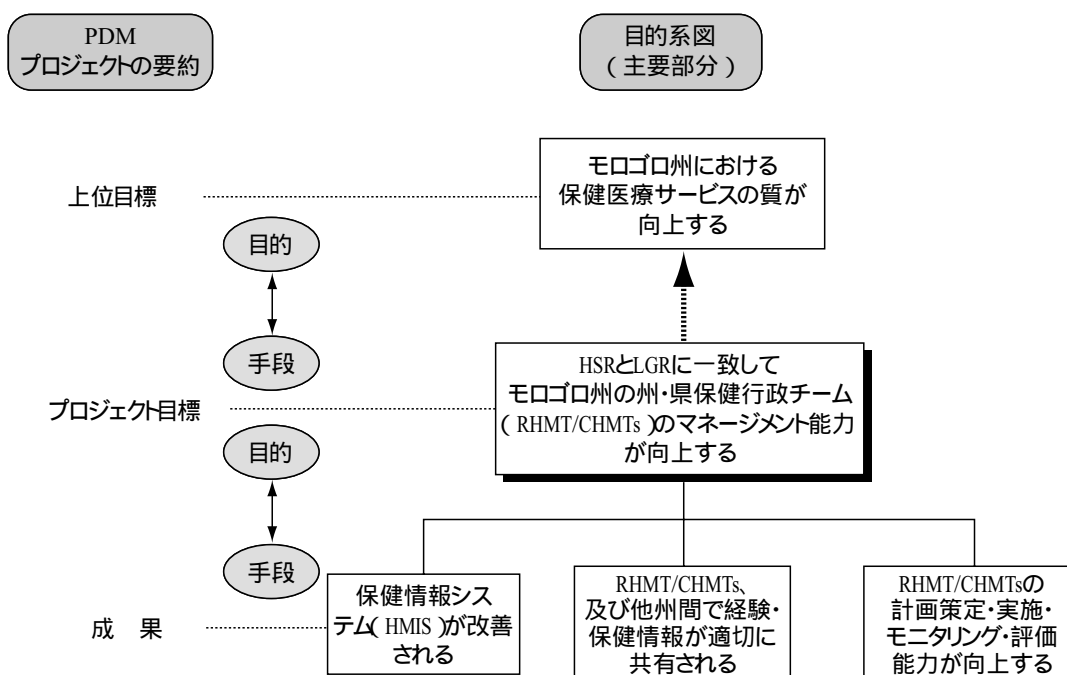 PDM
プロジェクトの要約
目的系図
（主要部分）
上位目標
モロゴロ州における
保健医療サービスの質が
向上する
目的
手段
プロジェクト目標
HSRとLGRに一致して
モロゴロ州の州・県保健行政チーム
（RHMT/CHMTs）のマネージメント能力
が向上する
目的
手段
成　果
保健情報シス
テム（HMIS）が改善
される
RHMT/CHMTs、
及び他州間で経験・
保健情報が適切に
共有される
RHMT/CHMTsの
計画策定・実施・
モニタリング・評価
能力が向上する